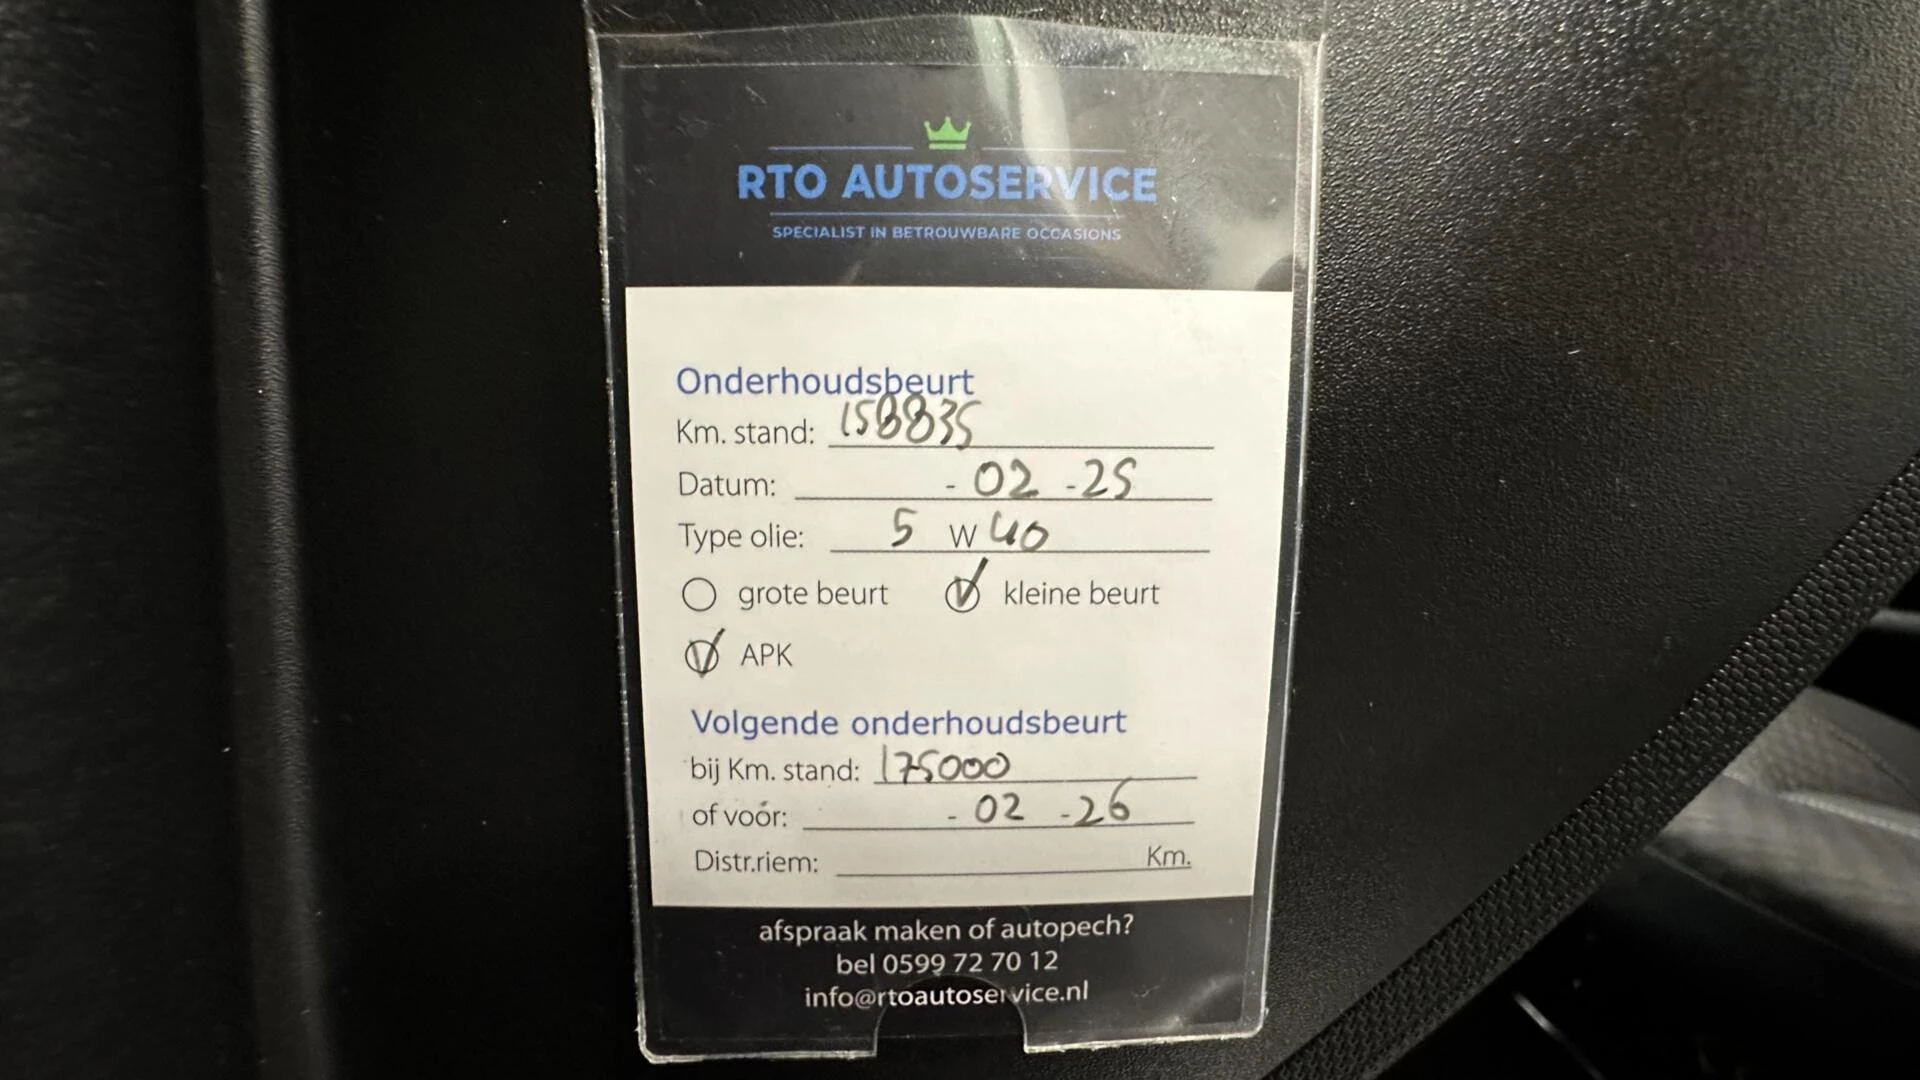 RTO AUTOSERVICE
SPECIALIST IN BETROUWBARE OCCASIONS
Onderhoudsbeurt
Km. stand: 158835
Datum: - 02 - 25
Type olie: 5 W 40
grote beurt kleine beurt
APK
Volgende onderhoudsbeurt
bij Km. stand: 175000
of voór: - 02 - 26
Distr.riem: Km.
afspraak maken of autopech?
bel 0599 72 70 12
info@rtoautoservice.nl